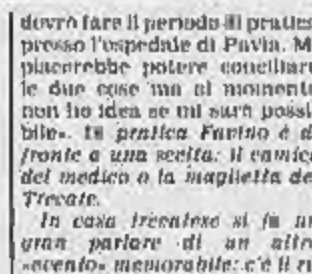 dovrò fare il periodo di pratica
presso l'ospedale di Pavia. M
piacerebbe potere conciliare
le due cose ma al momento
non ho idea se mi sarà possi
bile». In pratica Favino è di
fronte a una scelta: il camice
del medico o la maglietta de
Trecate.
In casa trecatese si fa un
gran parlare di un altro
«evento» memorabile: c'è il ri